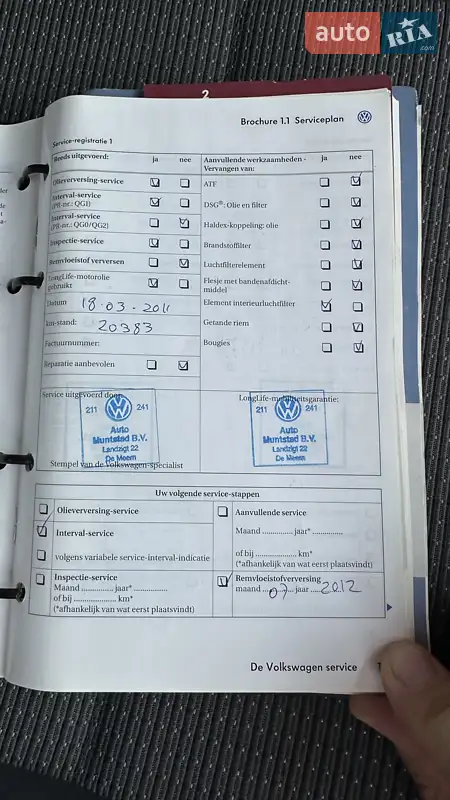 auto RIA .com
2
Brochure 1.1 Serviceplan
Service-registratie 1
Reeds uitgevoerd: ja nee
Olieverversing-service
Interval-service
(PR-nr.: QG1)
Interval-service
(PR-nr.: QG0/QG2)
Inspectie-service
Remvloeistof verversen
LongLife-motorolie
gebruikt
Datum 18.03-2011
km-stand: 20383
Factuurnummer:
Reparatie aanbevolen
Aanvullende werkzaamheden - ja nee
Vervangen van:
ATF
DSG®: Olie en filter
Haldex-koppeling: olie
Brandstoffilter
Luchtfilterelement
Flesje met bandenafdicht-
middel
Element interieurluchtfilter
Getande riem
Bougies
Service uitgevoerd door:
211 241
Auto
Muntstad B.V.
Landzigt 22
De Meern
Stempel van de Volkswagen-specialist
LongLife-mobiliteitsgarantie:
211 241
Auto
Muntstad B.V.
Landzigt 22
De Meern
Uw volgende service-stappen
Olieverversing-service
Interval-service
volgens variabele service-interval-indicatie
Inspectie-service
Maand .............. jaar* ...............
of bij ................... km*
(*afhankelijk van wat eerst plaatsvindt)
Aanvullende service
Maand .............. jaar* ..............
of bij ................... km*
(*afhankelijk van wat eerst plaatsvindt)
Remvloeistofverversing
maand 07 jaar 2012
De Volkswagen service